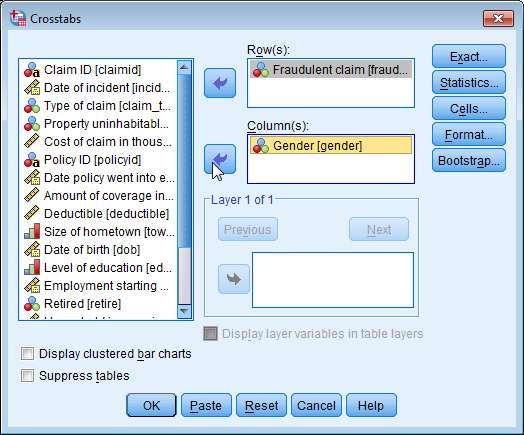 Crosstabs
Claim ID [claimid]
Date of incident [incid...
Type of claim [claim_t...
Property uninhabitabl...
Cost of claim in thous...
Policy ID [policyid]
Date policy went into e...
Amount of coverage in...
Deductible [deductible]
Size of hometown [tow...
Date of birth [dob]
Level of education [ed...
Employment starting ...
Retired [retire]
Row(s):
Fraudulent claim [fraud...
Column(s):
Gender [gender]
Layer 1 of 1
Previous
Next
Display layer variables in table layers
Exact...
Statistics...
Cells...
Format...
Bootstrap...
Display clustered bar charts
Suppress tables
OK
Paste
Reset
Cancel
Help